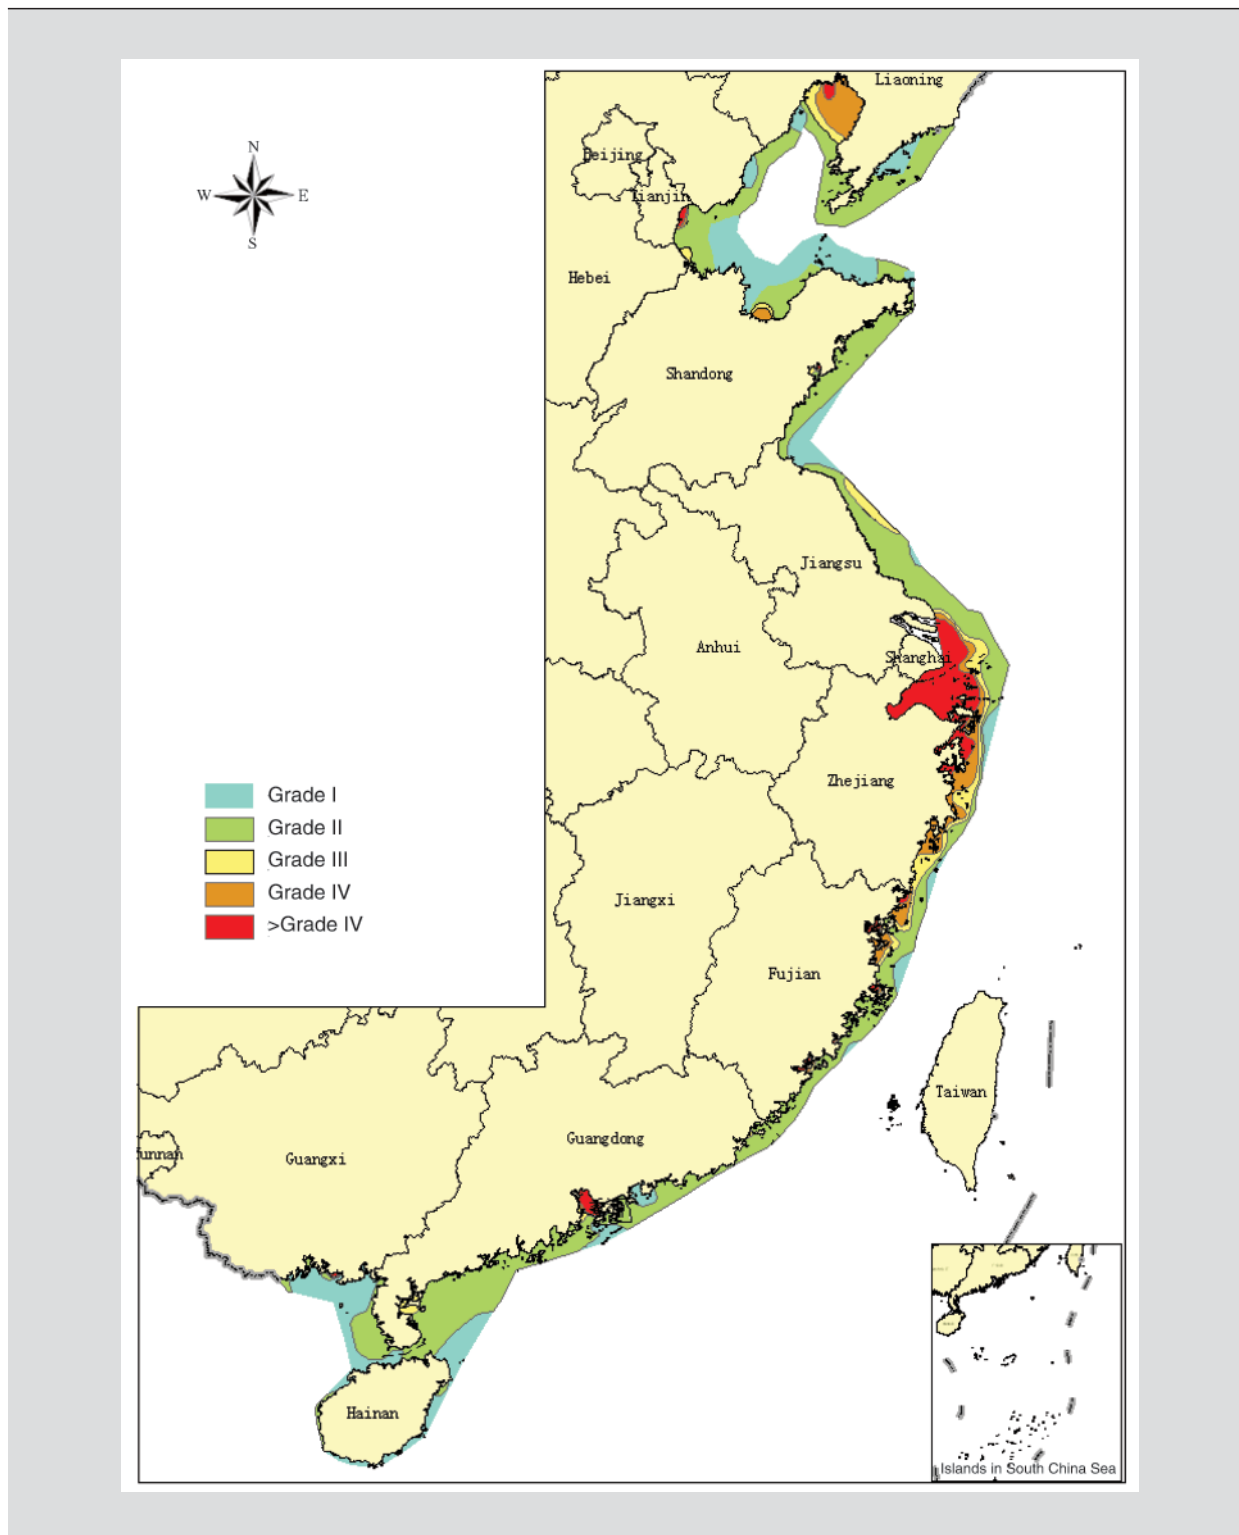 Liaoning
N
Beijing
W
E
Tianjin
S
Hebei
Shandong
Jiangsu
Anhui
Shanghai
Zhejiang
Grade I
Grade II
Grade III
Grade IV
>Grade IV
Jiangxi
Fujian
Taiwan
Guangdong
unnan
Guangxi
Hainan
Islands in South China Sea